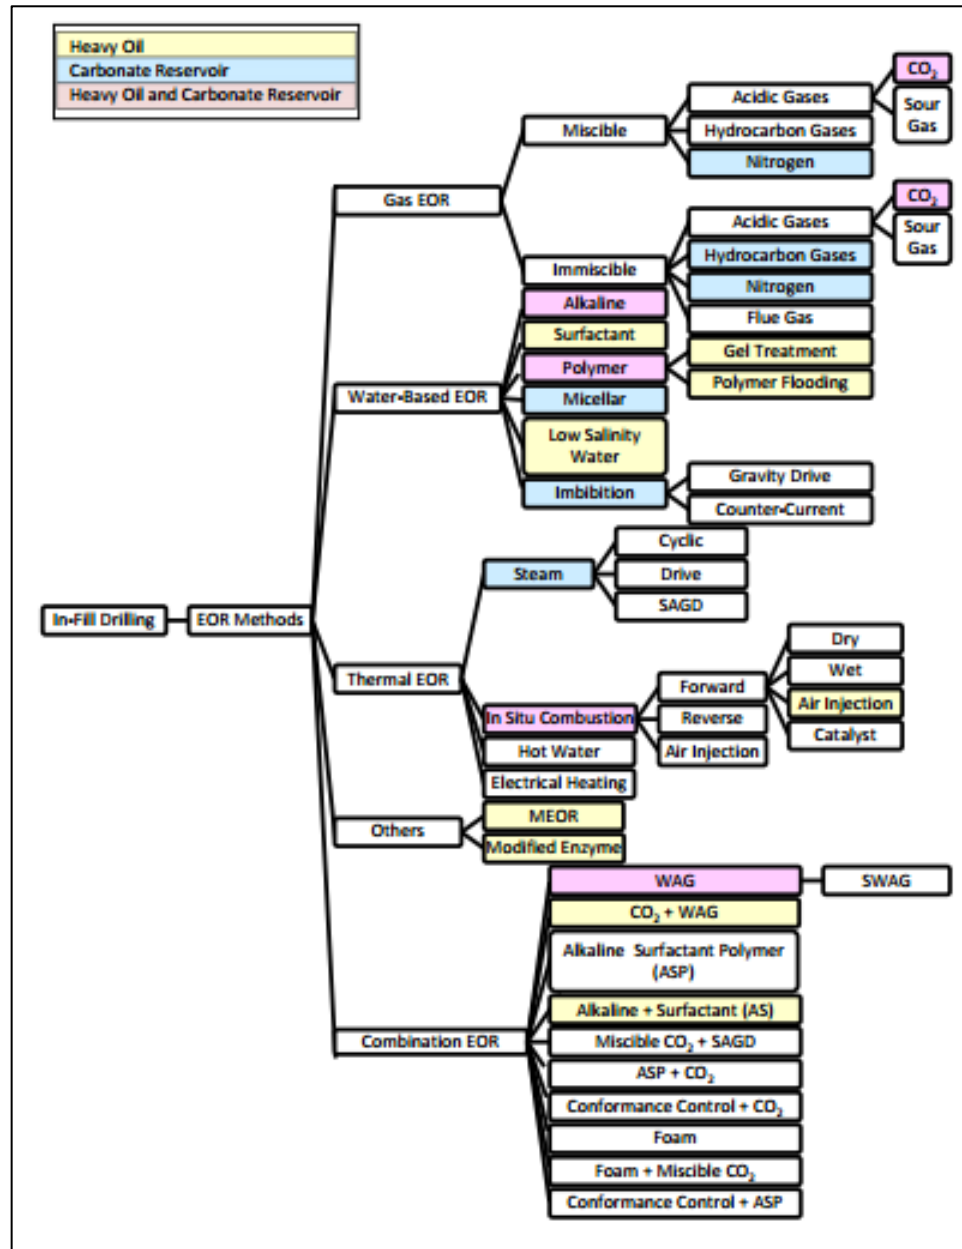 Heavy Oil
Carbonate Reservoir
Heavy Oil and Carbonate Reservoir
In-Fill Drilling
EOR Methods
Gas EOR
Miscible
Acidic Gases
CO₂
Sour
Gas
Hydrocarbon Gases
Nitrogen
Immiscible
Acidic Gases
CO₂
Sour
Gas
Hydrocarbon Gases
Nitrogen
Flue Gas
Water-Based EOR
Alkaline
Surfactant
Polymer
Gel Treatment
Polymer Flooding
Micellar
Low Salinity
Water
Imbibition
Gravity Drive
Counter-Current
Thermal EOR
Steam
Cyclic
Drive
SAGD
In Situ Combustion
Forward
Dry
Wet
Air Injection
Catalyst
Reverse
Air Injection
Hot Water
Electrical Heating
Others
MEOR
Modified Enzyme
Combination EOR
WAG
SWAG
CO₂ + WAG
Alkaline Surfactant Polymer
(ASP)
Alkaline + Surfactant (AS)
Miscible CO₂ + SAGD
ASP + CO₂
Conformance Control + CO₂
Foam
Foam + Miscible CO₂
Conformance Control + ASP